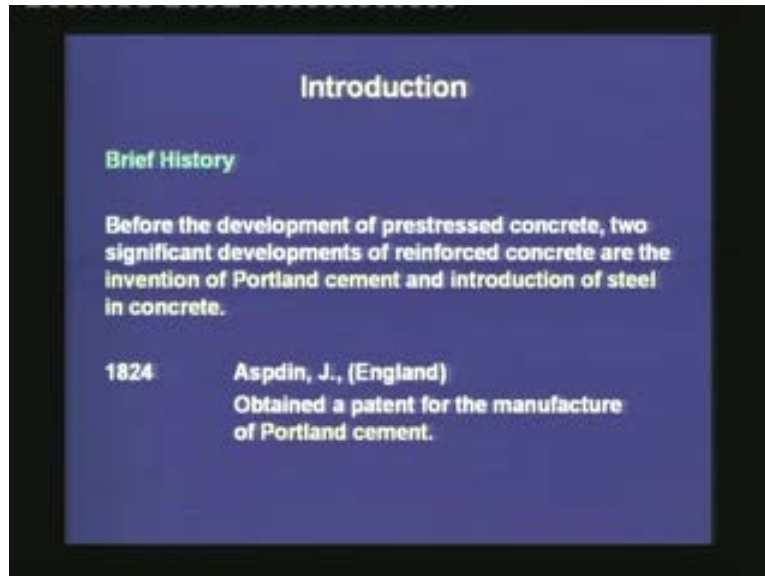 Introduction
Brief History
Before the development of prestressed concrete, two
significant developments of reinforced concrete are the
invention of Portland cement and introduction of steel
in concrete.
1824 Aspdin, J., (England)
Obtained a patent for the manufacture
of Portland cement.